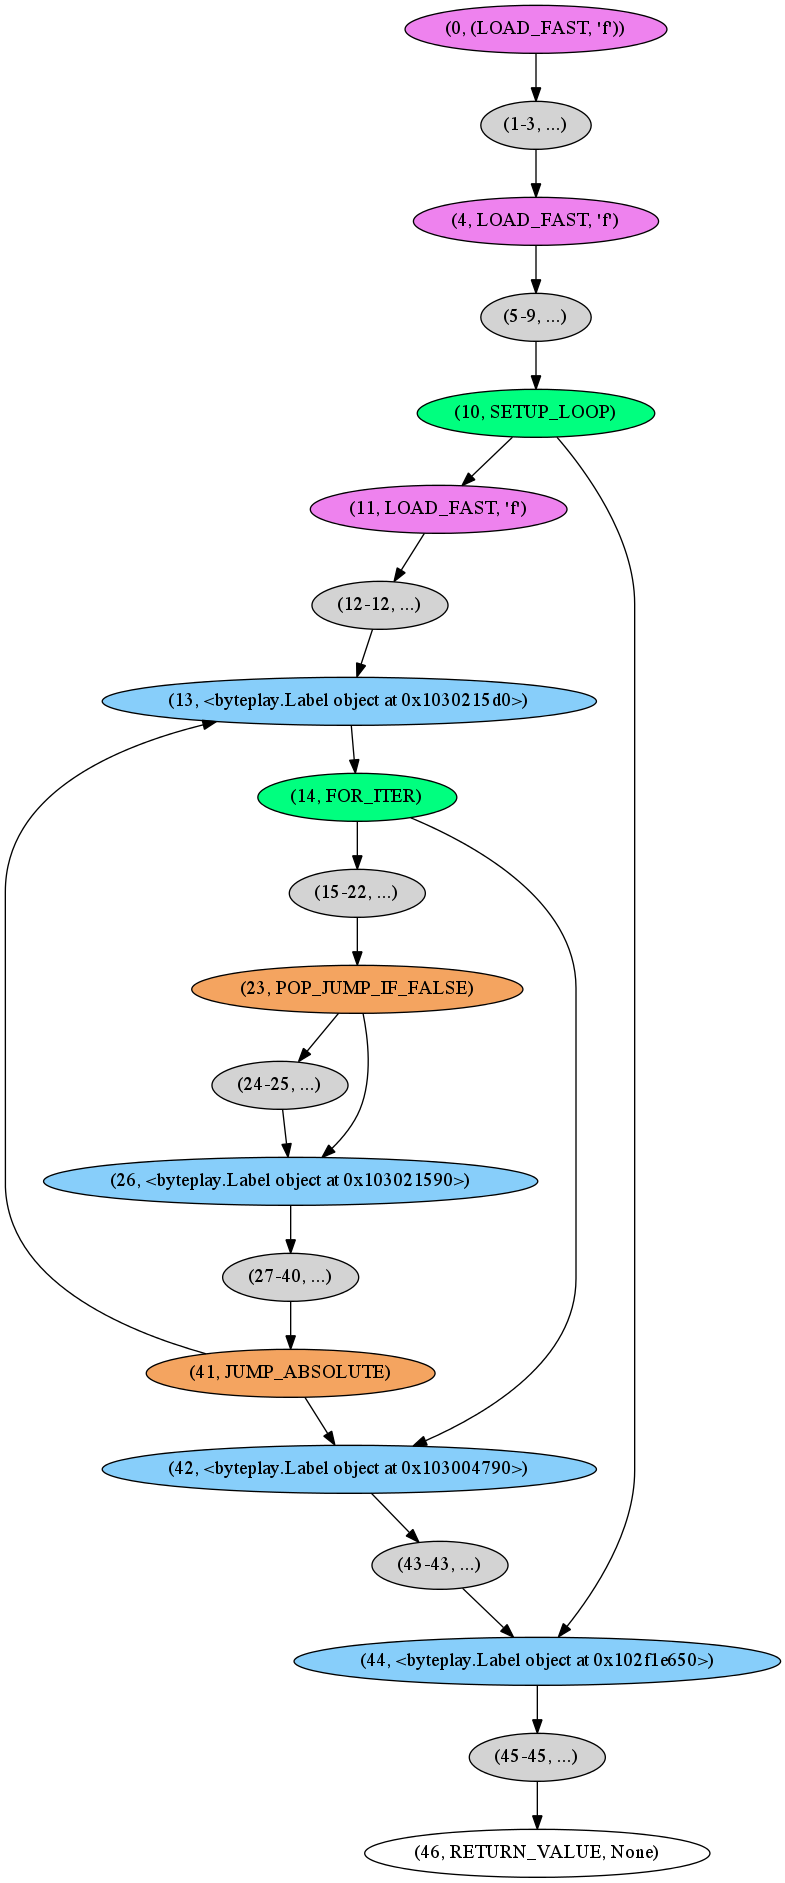 (0, (LOAD_FAST, 'f'))
(1-3, ...)
(4, LOAD_FAST, 'f')
(5-9, ...)
(10, SETUP_LOOP)
(11, LOAD_FAST, 'f')
(12-12, ...)
(13, <byteplay.Label object at 0x1030215d0>)
(14, FOR_ITER)
(15-22, ...)
(23, POP_JUMP_IF_FALSE)
(24-25, ...)
(26, <byteplay.Label object at 0x103021590>)
(27-40, ...)
(41, JUMP_ABSOLUTE)
(42, <byteplay.Label object at 0x103004790>)
(43-43, ...)
(44, <byteplay.Label object at 0x102f1e650>)
(45-45, ...)
(46, RETURN_VALUE, None)